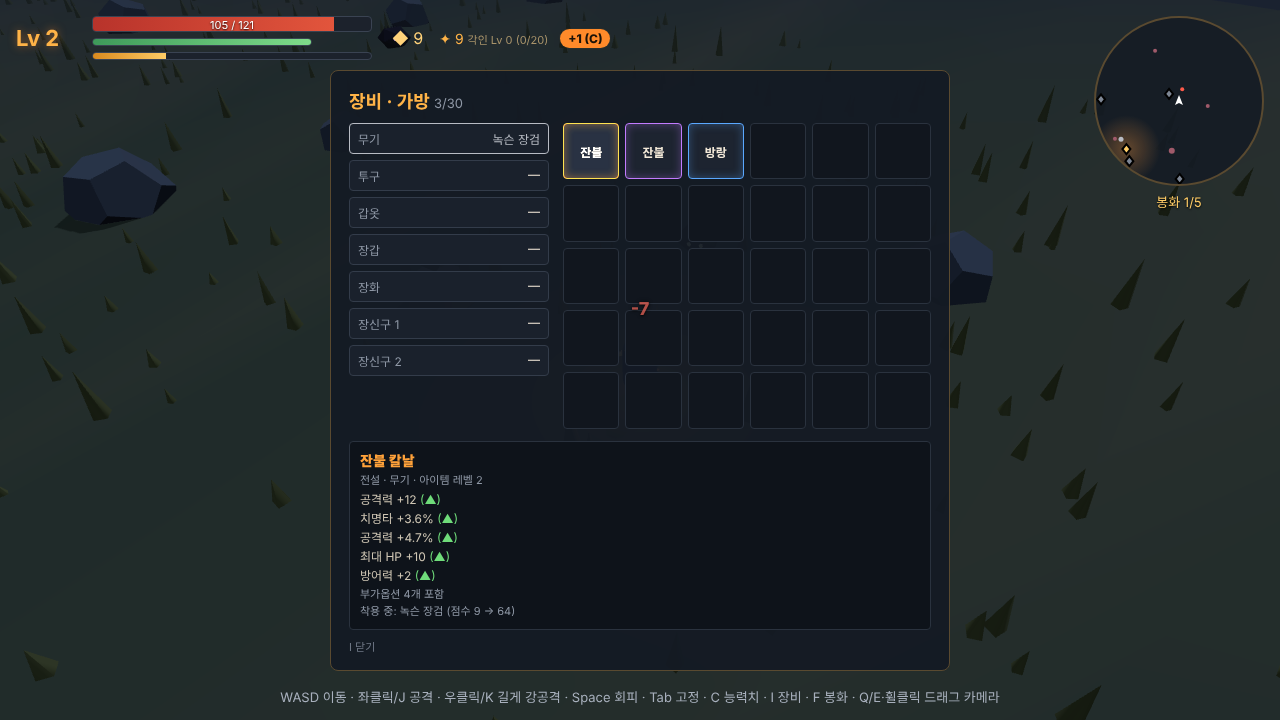 Lv 2
105 / 121
9
✦ 9 각인 Lv 0 (0/20)
+1 (C)
봉화 1/5
장비 · 가방 3/30
무기 녹슨 장검
투구 —
갑옷 —
장갑 —
장화 —
장신구 1 —
장신구 2 —
잔불 잔불 방랑
-7
잔불 칼날
전설 · 무기 · 아이템 레벨 2
공격력 +12 (▲)
치명타 +3.6% (▲)
공격력 +4.7% (▲)
최대 HP +10 (▲)
방어력 +2 (▲)
부가옵션 4개 포함
착용 중: 녹슨 장검 (점수 9 → 64)
I 닫기
WASD 이동 · 좌클릭/J 공격 · 우클릭/K 길게 강공격 · Space 회피 · Tab 고정 · C 능력치 · I 장비 · F 봉화 · Q/E·휠클릭 드래그 카메라